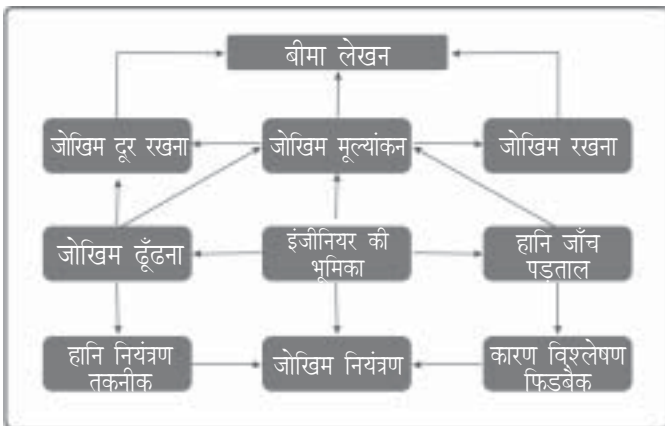 बीमा लेखन
जोखिम दूर रखना
जोखिम मूल्यांकन
जोखिम रखना
जोखिम ढूँढना
इंजीनियर की
भूमिका
हानि जाँच
पड़ताल
हानि नियंत्रण
तकनीक
जोखिम नियंत्रण
कारण विश्लेषण
फिडबैक